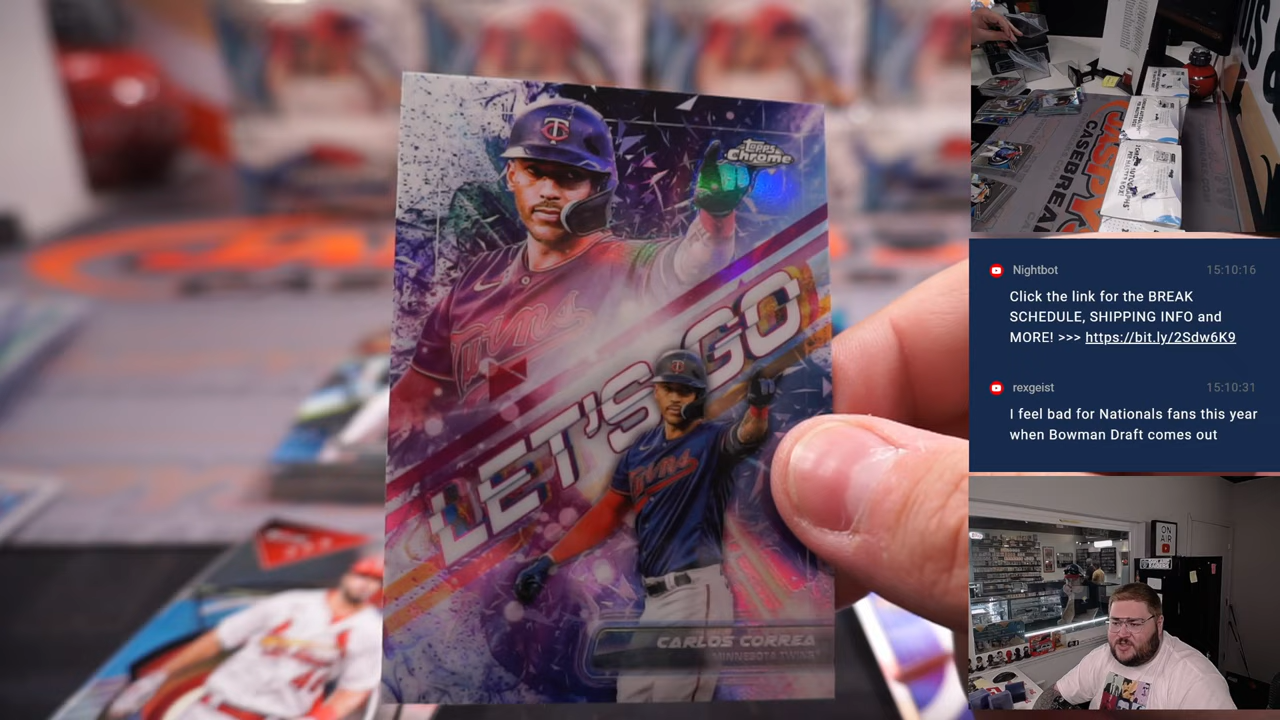 Topps
Chrome
Twins
LET'S GO
Twins
CARLOS CORREA
MINNESOTA TWINS
Nightbot 15:10:16
Click the link for the BREAK
SCHEDULE, SHIPPING INFO and
MORE! >>> https://bit.ly/2Sdw6K9
rexgeist 15:10:31
I feel bad for Nationals fans this year
when Bowman Draft comes out
ON
AIR